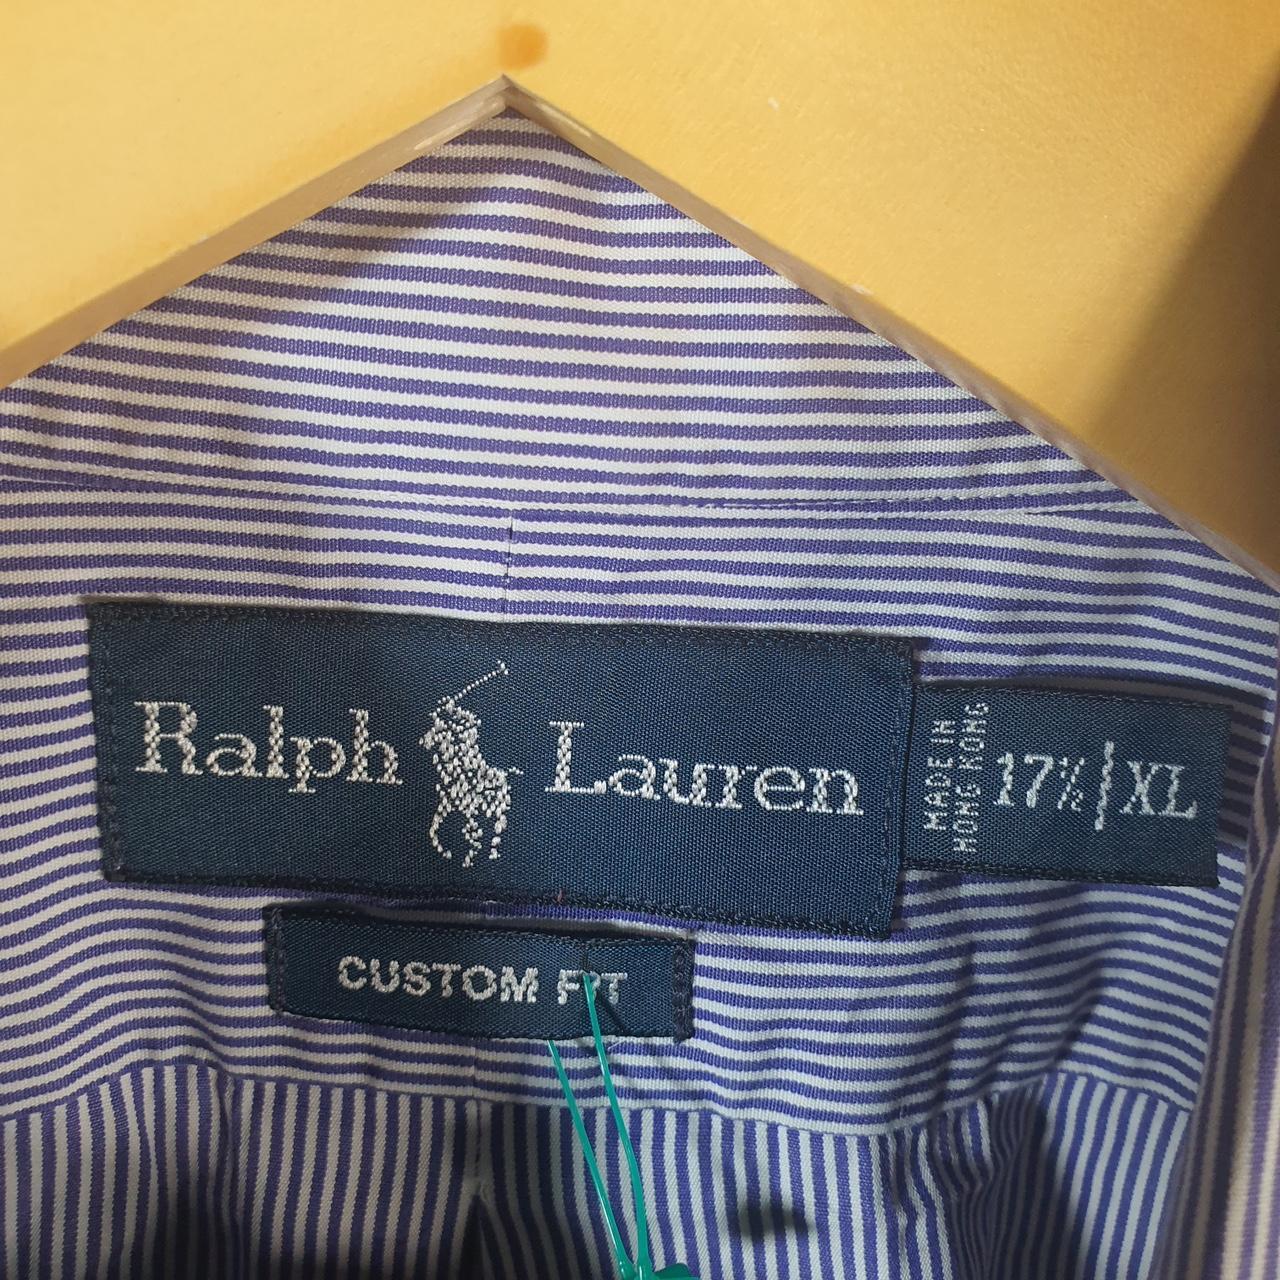 Ralph Lauren
MADE IN
HONG KONG
17½ XL
CUSTOM FIT